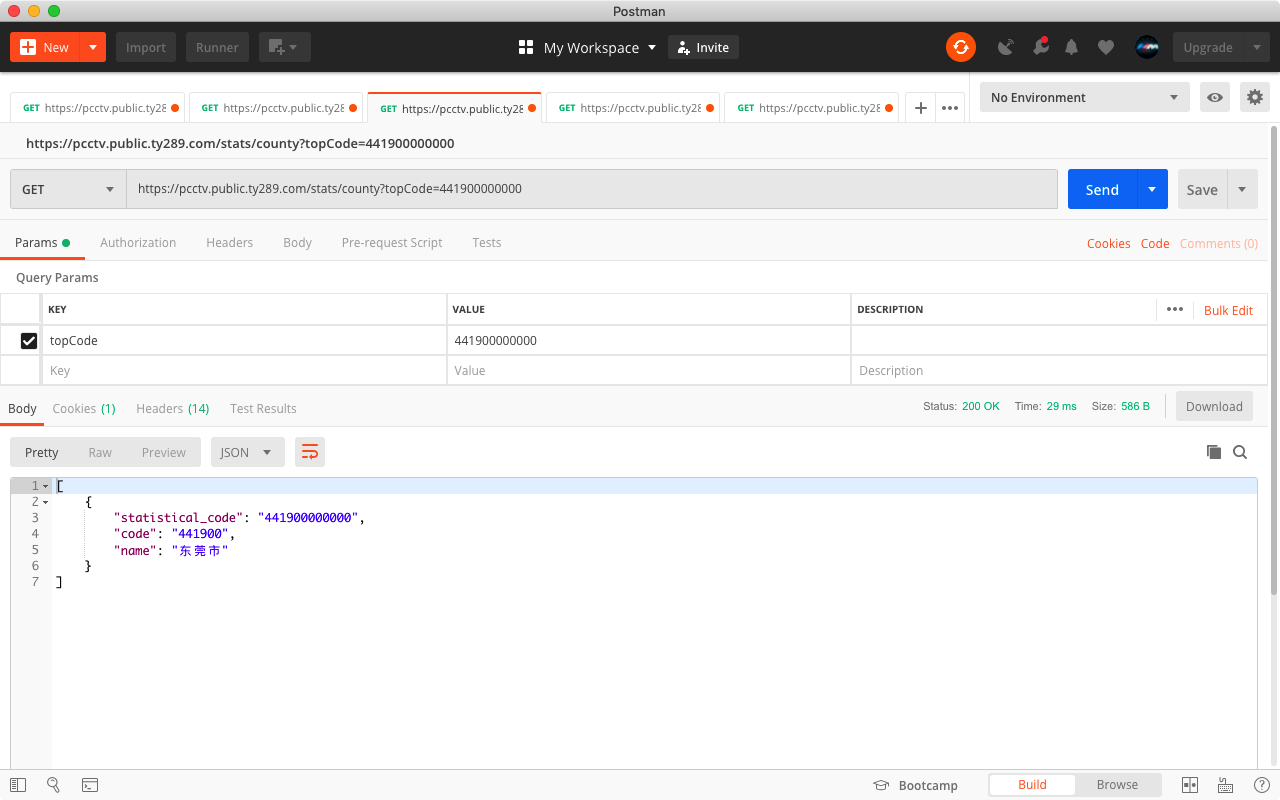 Postman
New Import Runner My Workspace Invite Upgrade
GET https://pcctv.public.ty28 GET https://pcctv.public.ty28 GET https://pcctv.public.ty28 GET https://pcctv.public.ty28 GET https://pcctv.public.ty28 + ••• No Environment
https://pcctv.public.ty289.com/stats/county?topCode=441900000000
GET https://pcctv.public.ty289.com/stats/county?topCode=441900000000 Send Save
Params Authorization Headers Body Pre-request Script Tests Cookies Code Comments (0)
Query Params
KEY VALUE DESCRIPTION ••• Bulk Edit
topCode 441900000000
Key Value Description
Body Cookies (1) Headers (14) Test Results Status: 200 OK Time: 29 ms Size: 586 B Download
Pretty Raw Preview JSON
1 [
2 {
3 "statistical_code": "441900000000",
4 "code": "441900",
5 "name": "东莞市"
6 }
7 ]
Bootcamp Build Browse ?